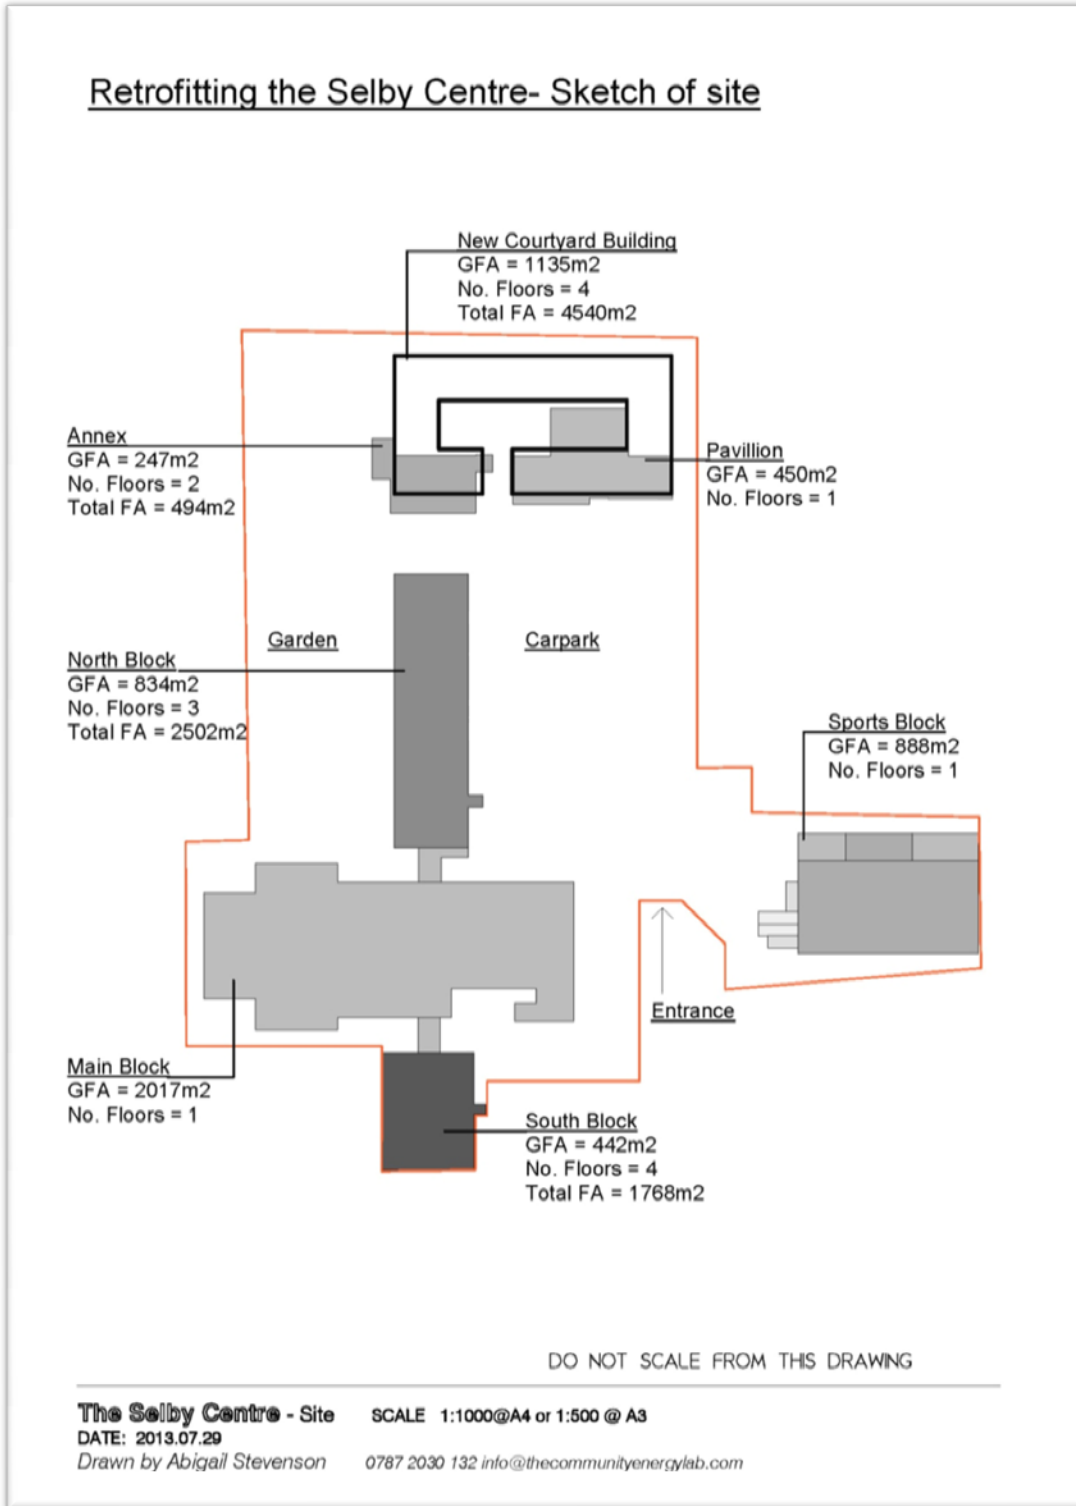 Retrofitting the Selby Centre- Sketch of site
New Courtyard Building
GFA = 1135m2
No. Floors = 4
Total FA = 4540m2
Annex
GFA = 247m2
No. Floors = 2
Total FA = 494m2
Pavillion
GFA = 450m2
No. Floors = 1
Garden
Carpark
North Block
GFA = 834m2
No. Floors = 3
Total FA = 2502m2
Sports Block
GFA = 888m2
No. Floors = 1
Entrance
Main Block
GFA = 2017m2
No. Floors = 1
South Block
GFA = 442m2
No. Floors = 4
Total FA = 1768m2
DO NOT SCALE FROM THIS DRAWING
The Selby Centre - Site SCALE 1:1000@A4 or 1:500 @ A3
DATE: 2013.07.29
Drawn by Abigail Stevenson 0787 2030 132 info@thecommunityenergylab.com